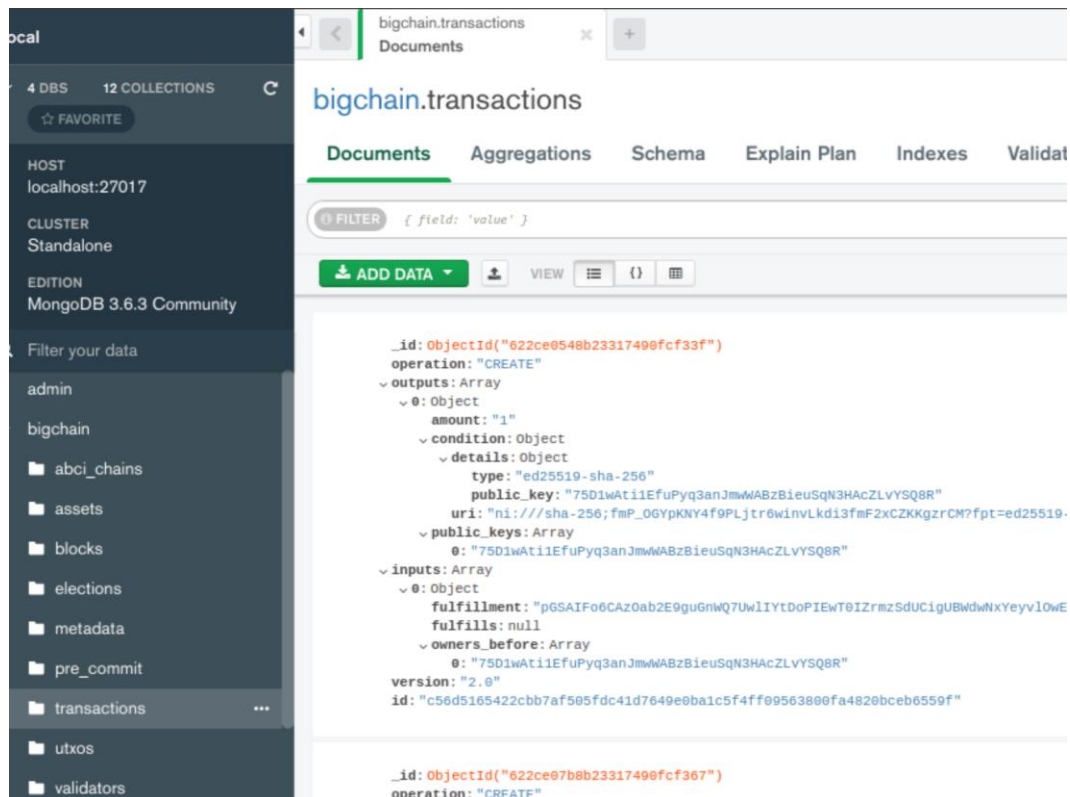 ocal
4 DBS 12 COLLECTIONS
FAVORITE
HOST
localhost:27017
CLUSTER
Standalone
EDITION
MongoDB 3.6.3 Community
Filter your data
admin
bigchain
abci_chains
assets
blocks
elections
metadata
pre_commit
transactions
utxos
validators
bigchain.transactions
Documents
bigchain.transactions
Documents Aggregations Schema Explain Plan Indexes Validat
FILTER { field: 'value' }
ADD DATA VIEW
_id: ObjectId("622ce0548b23317490fcf33f")
operation: "CREATE"
outputs: Array
0: Object
amount: "1"
condition: Object
details: Object
type: "ed25519-sha-256"
public_key: "75D1wAti1EfuPyq3anJmwWABzBieuSqN3HAcZLvYSQ8R"
uri: "ni:///sha-256;fmP_OGYpKNY4f9PLjtr6winvLkdi3fmF2xCZKKgzrCM?fpt=ed25519-
public_keys: Array
0: "75D1wAti1EfuPyq3anJmwWABzBieuSqN3HAcZLvYSQ8R"
inputs: Array
0: Object
fulfillment: "pGSAIFo6CAzOab2E9guGnWQ7UwlIYtDoPIEwT0IZrmzSdUCigUBWdwNxYeyvlOwE
fulfills: null
owners_before: Array
0: "75D1wAti1EfuPyq3anJmwWABzBieuSqN3HAcZLvYSQ8R"
version: "2.0"
id: "c56d5165422cbb7af505fdc41d7649e0ba1c5f4ff09563800fa4820bceb6559f"
_id: ObjectId("622ce07b8b23317490fcf367")
operation: "CREATE"